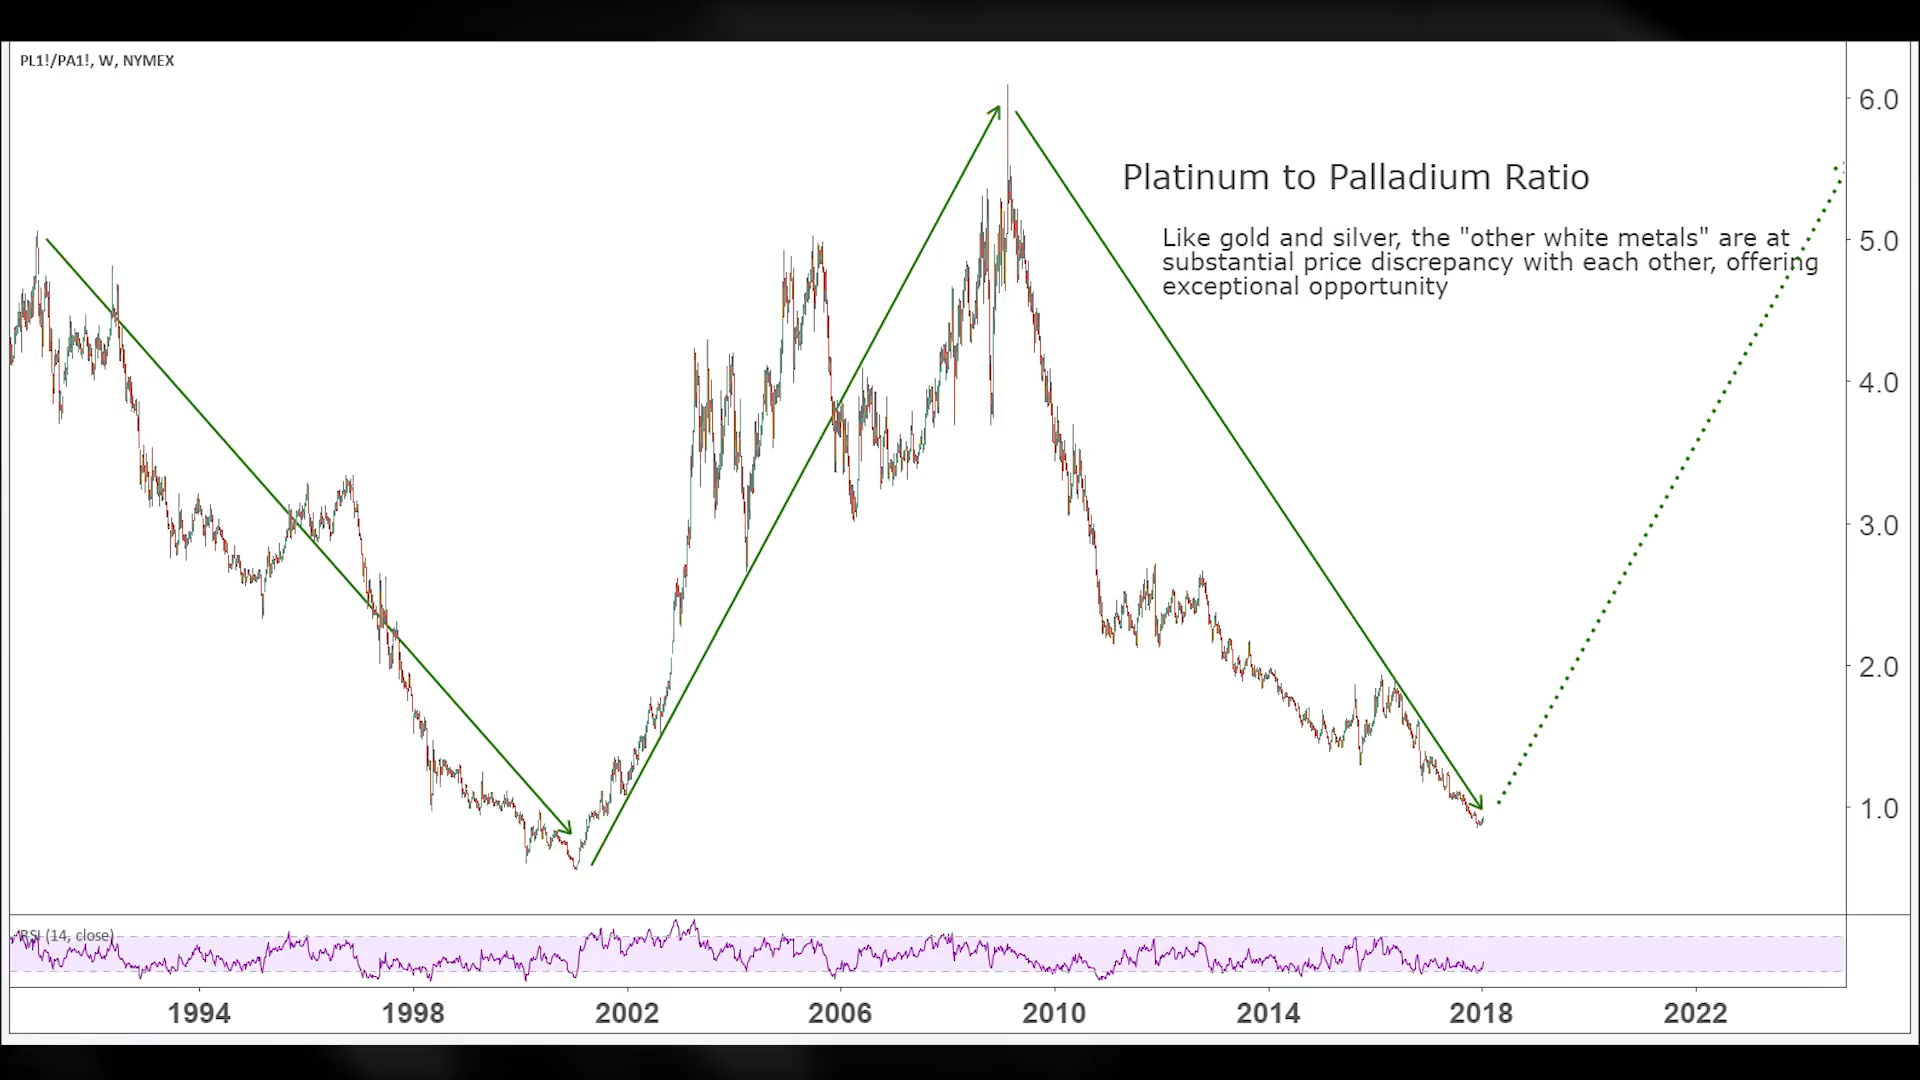 PL1!/PA1!, W, NYMEX
6.0
Platinum to Palladium Ratio
Like gold and silver, the "other white metals" are at
substantial price discrepancy with each other, offering
exceptional opportunity
5.0
4.0
3.0
2.0
1.0
RSI (14, close)
1994 1998 2002 2006 2010 2014 2018 2022